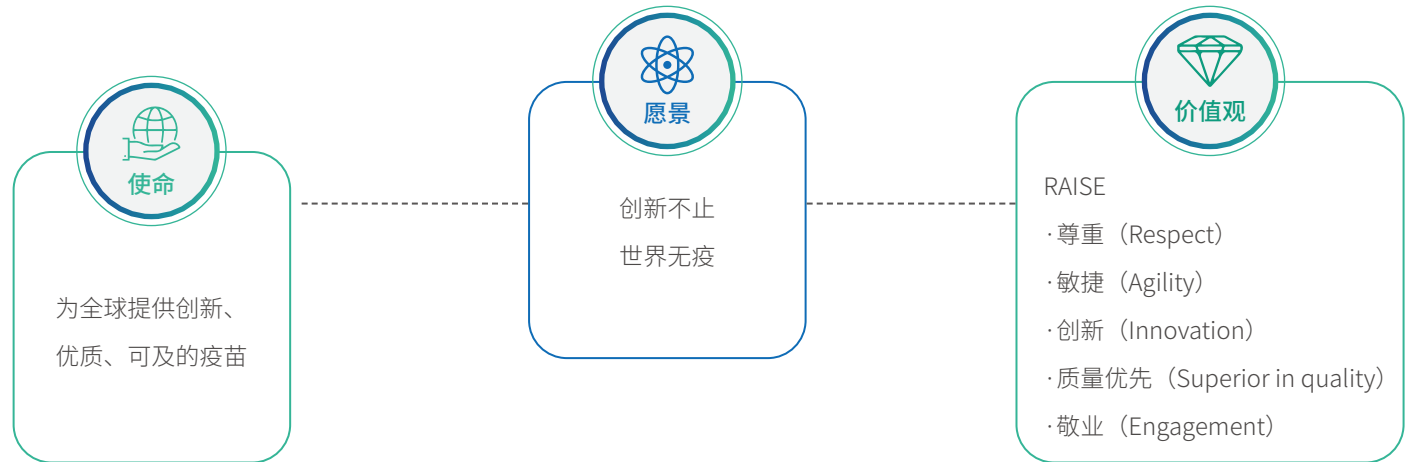 使命
为全球提供创新、
优质、可及的疫苗
愿景
创新不止
世界无疫
价值观
RAISE
·尊重（Respect）
·敏捷（Agility）
·创新（Innovation）
·质量优先（Superior in quality）
·敬业（Engagement）